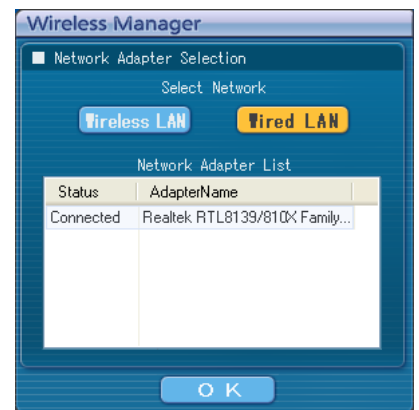 Wireless Manager
Network Adapter Selection
Select Network
Wireless LAN Wired LAN
Network Adapter List
Status AdapterName
Connected Realtek RTL8139/810X Family...
O K